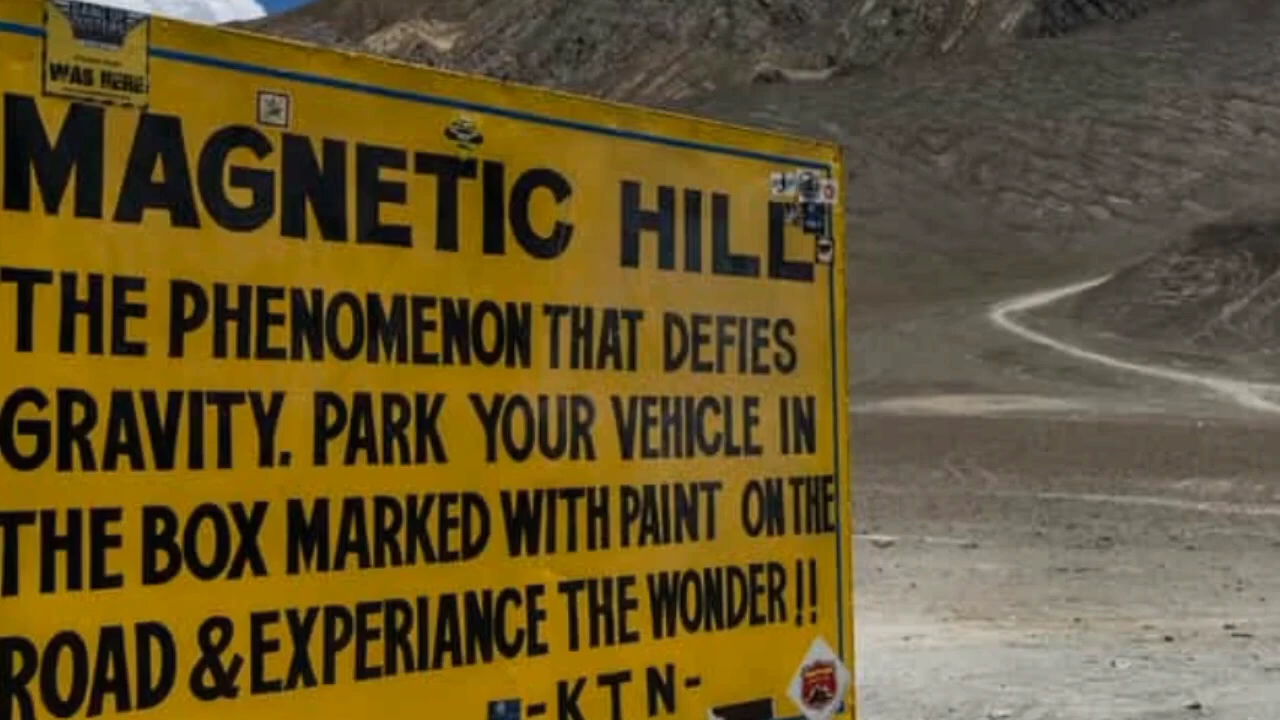 WAS HERE
MAGNETIC HILL
THE PHENOMENON THAT DEFIES
GRAVITY. PARK YOUR VEHICLE IN
THE BOX MARKED WITH PAINT ON THE
ROAD & EXPERIANCE THE WONDER !!
-KTN-